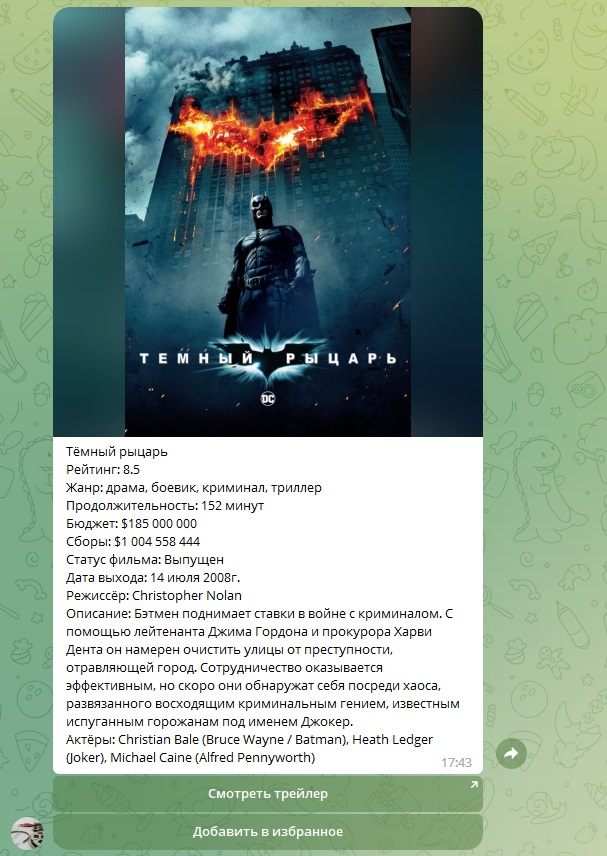 ТЕМНЫЙ РЫЦАРЬ
DC
Тёмный рыцарь
Рейтинг: 8.5
Жанр: драма, боевик, криминал, триллер
Продолжительность: 152 минут
Бюджет: $185 000 000
Сборы: $1 004 558 444
Статус фильма: Выпущен
Дата выхода: 14 июля 2008г.
Режиссёр: Christopher Nolan
Описание: Бэтмен поднимает ставки в войне с криминалом. С
помощью лейтенанта Джима Гордона и прокурора Харви
Дента он намерен очистить улицы от преступности,
отравляющей город. Сотрудничество оказывается
эффективным, но скоро они обнаружат себя посреди хаоса,
развязанного восходящим криминальным гением, известным
испуганным горожанам под именем Джокер.
Актёры: Christian Bale (Bruce Wayne / Batman), Heath Ledger
(Joker), Michael Caine (Alfred Pennyworth)
17:43
Смотреть трейлер
Добавить в избранное